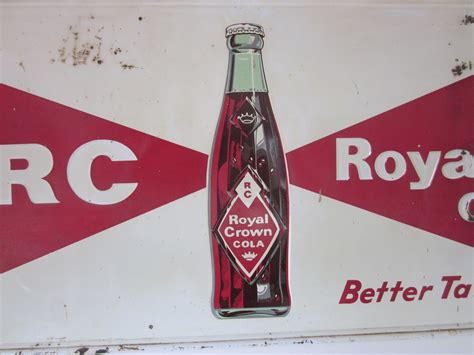 RC
RC
Royal
Crown
COLA
Roya
Better Ta